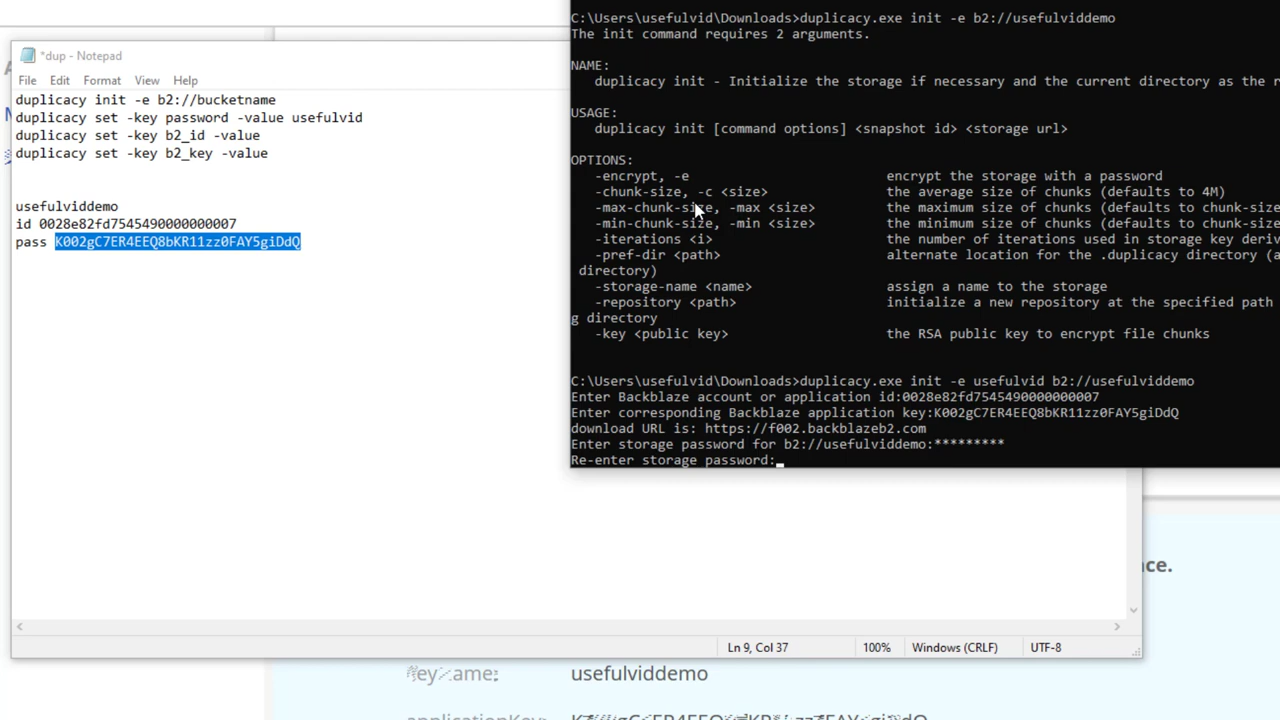 *dup - Notepad
File Edit Format View Help
duplicacy init -e b2://bucketname
duplicacy set -key password -value usefulvid
duplicacy set -key b2_id -value
duplicacy set -key b2_key -value
usefulviddemo
id 0028e82fd7545490000000007
pass K002gC7ER4EEQ8bKR11zz0FAY5giDdQ
Ln 9, Col 37 100% Windows (CRLF) UTF-8
C:\Users\usefulvid\Downloads>duplicacy.exe init -e b2://usefulviddemo
The init command requires 2 arguments.
NAME:
duplicacy init - Initialize the storage if necessary and the current directory as the r
USAGE:
duplicacy init [command options] <snapshot id> <storage url>
OPTIONS:
-encrypt, -e encrypt the storage with a password
-chunk-size, -c <size> the average size of chunks (defaults to 4M)
-max-chunk-size, -max <size> the maximum size of chunks (defaults to chunk-size
-min-chunk-size, -min <size> the minimum size of chunks (defaults to chunk-size
-iterations <i> the number of iterations used in storage key deriv
-pref-dir <path> alternate location for the .duplicacy directory (a
directory)
-storage-name <name> assign a name to the storage
-repository <path> initialize a new repository at the specified path
g directory
-key <public key> the RSA public key to encrypt file chunks
C:\Users\usefulvid\Downloads>duplicacy.exe init -e usefulvid b2://usefulviddemo
Enter Backblaze account or application id:0028e82fd7545490000000007
Enter corresponding Backblaze application key:K002gC7ER4EEQ8bKR11zz0FAY5giDdQ
download URL is: https://f002.backblazeb2.com
Enter storage password for b2://usefulviddemo:*********
Re-enter storage password:
nce.
usefulviddemo